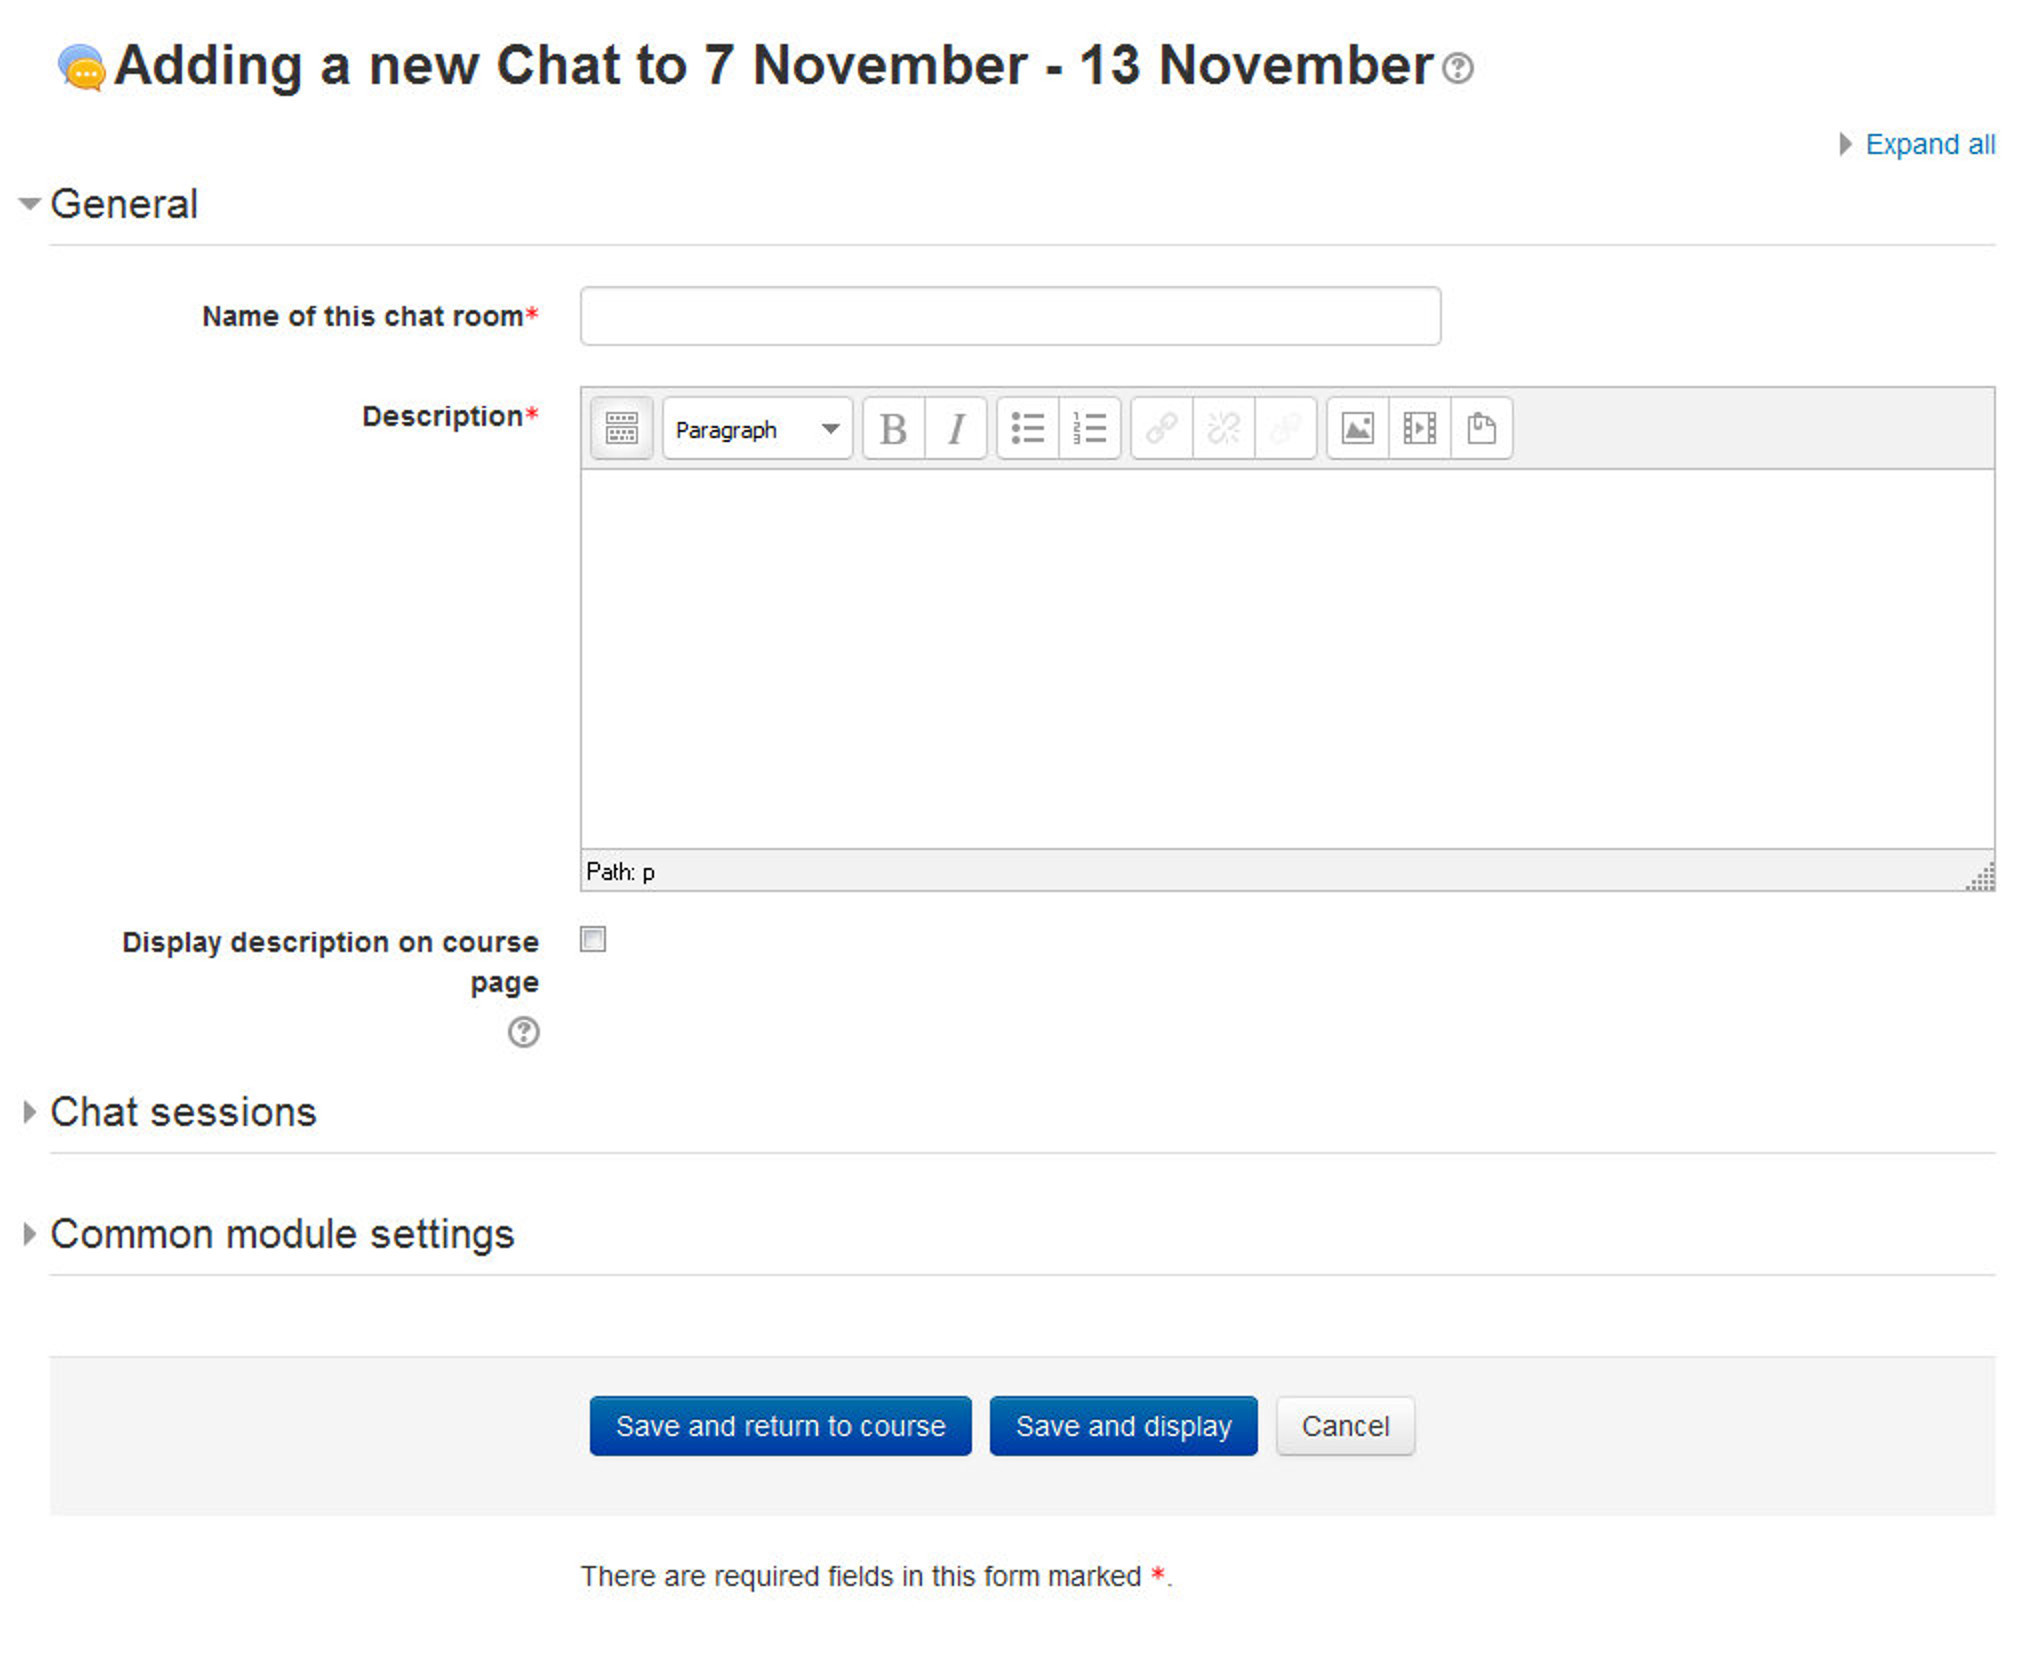 Adding a new Chat to 7 November - 13 November
Expand all
General
Name of this chat room*
Description*
Paragraph
B I
Path: p
Display description on course
page
Chat sessions
Common module settings
Save and return to course
Save and display
Cancel
There are required fields in this form marked *.